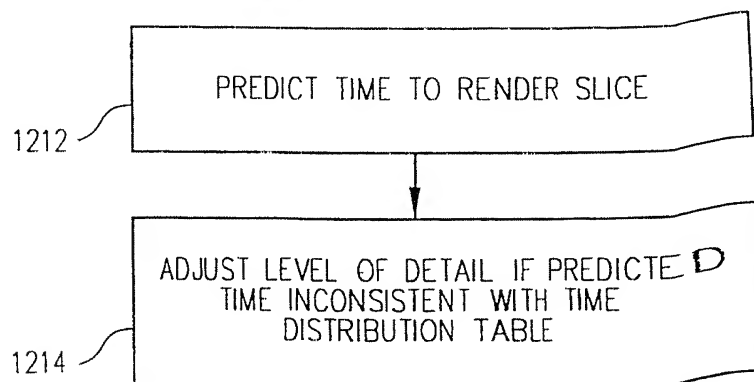 PREDICT TIME TO RENDER SLICE
1212
ADJUST LEVEL OF DETAIL IF PREDICTED
TIME INCONSISTENT WITH TIME
DISTRIBUTION TABLE
1214